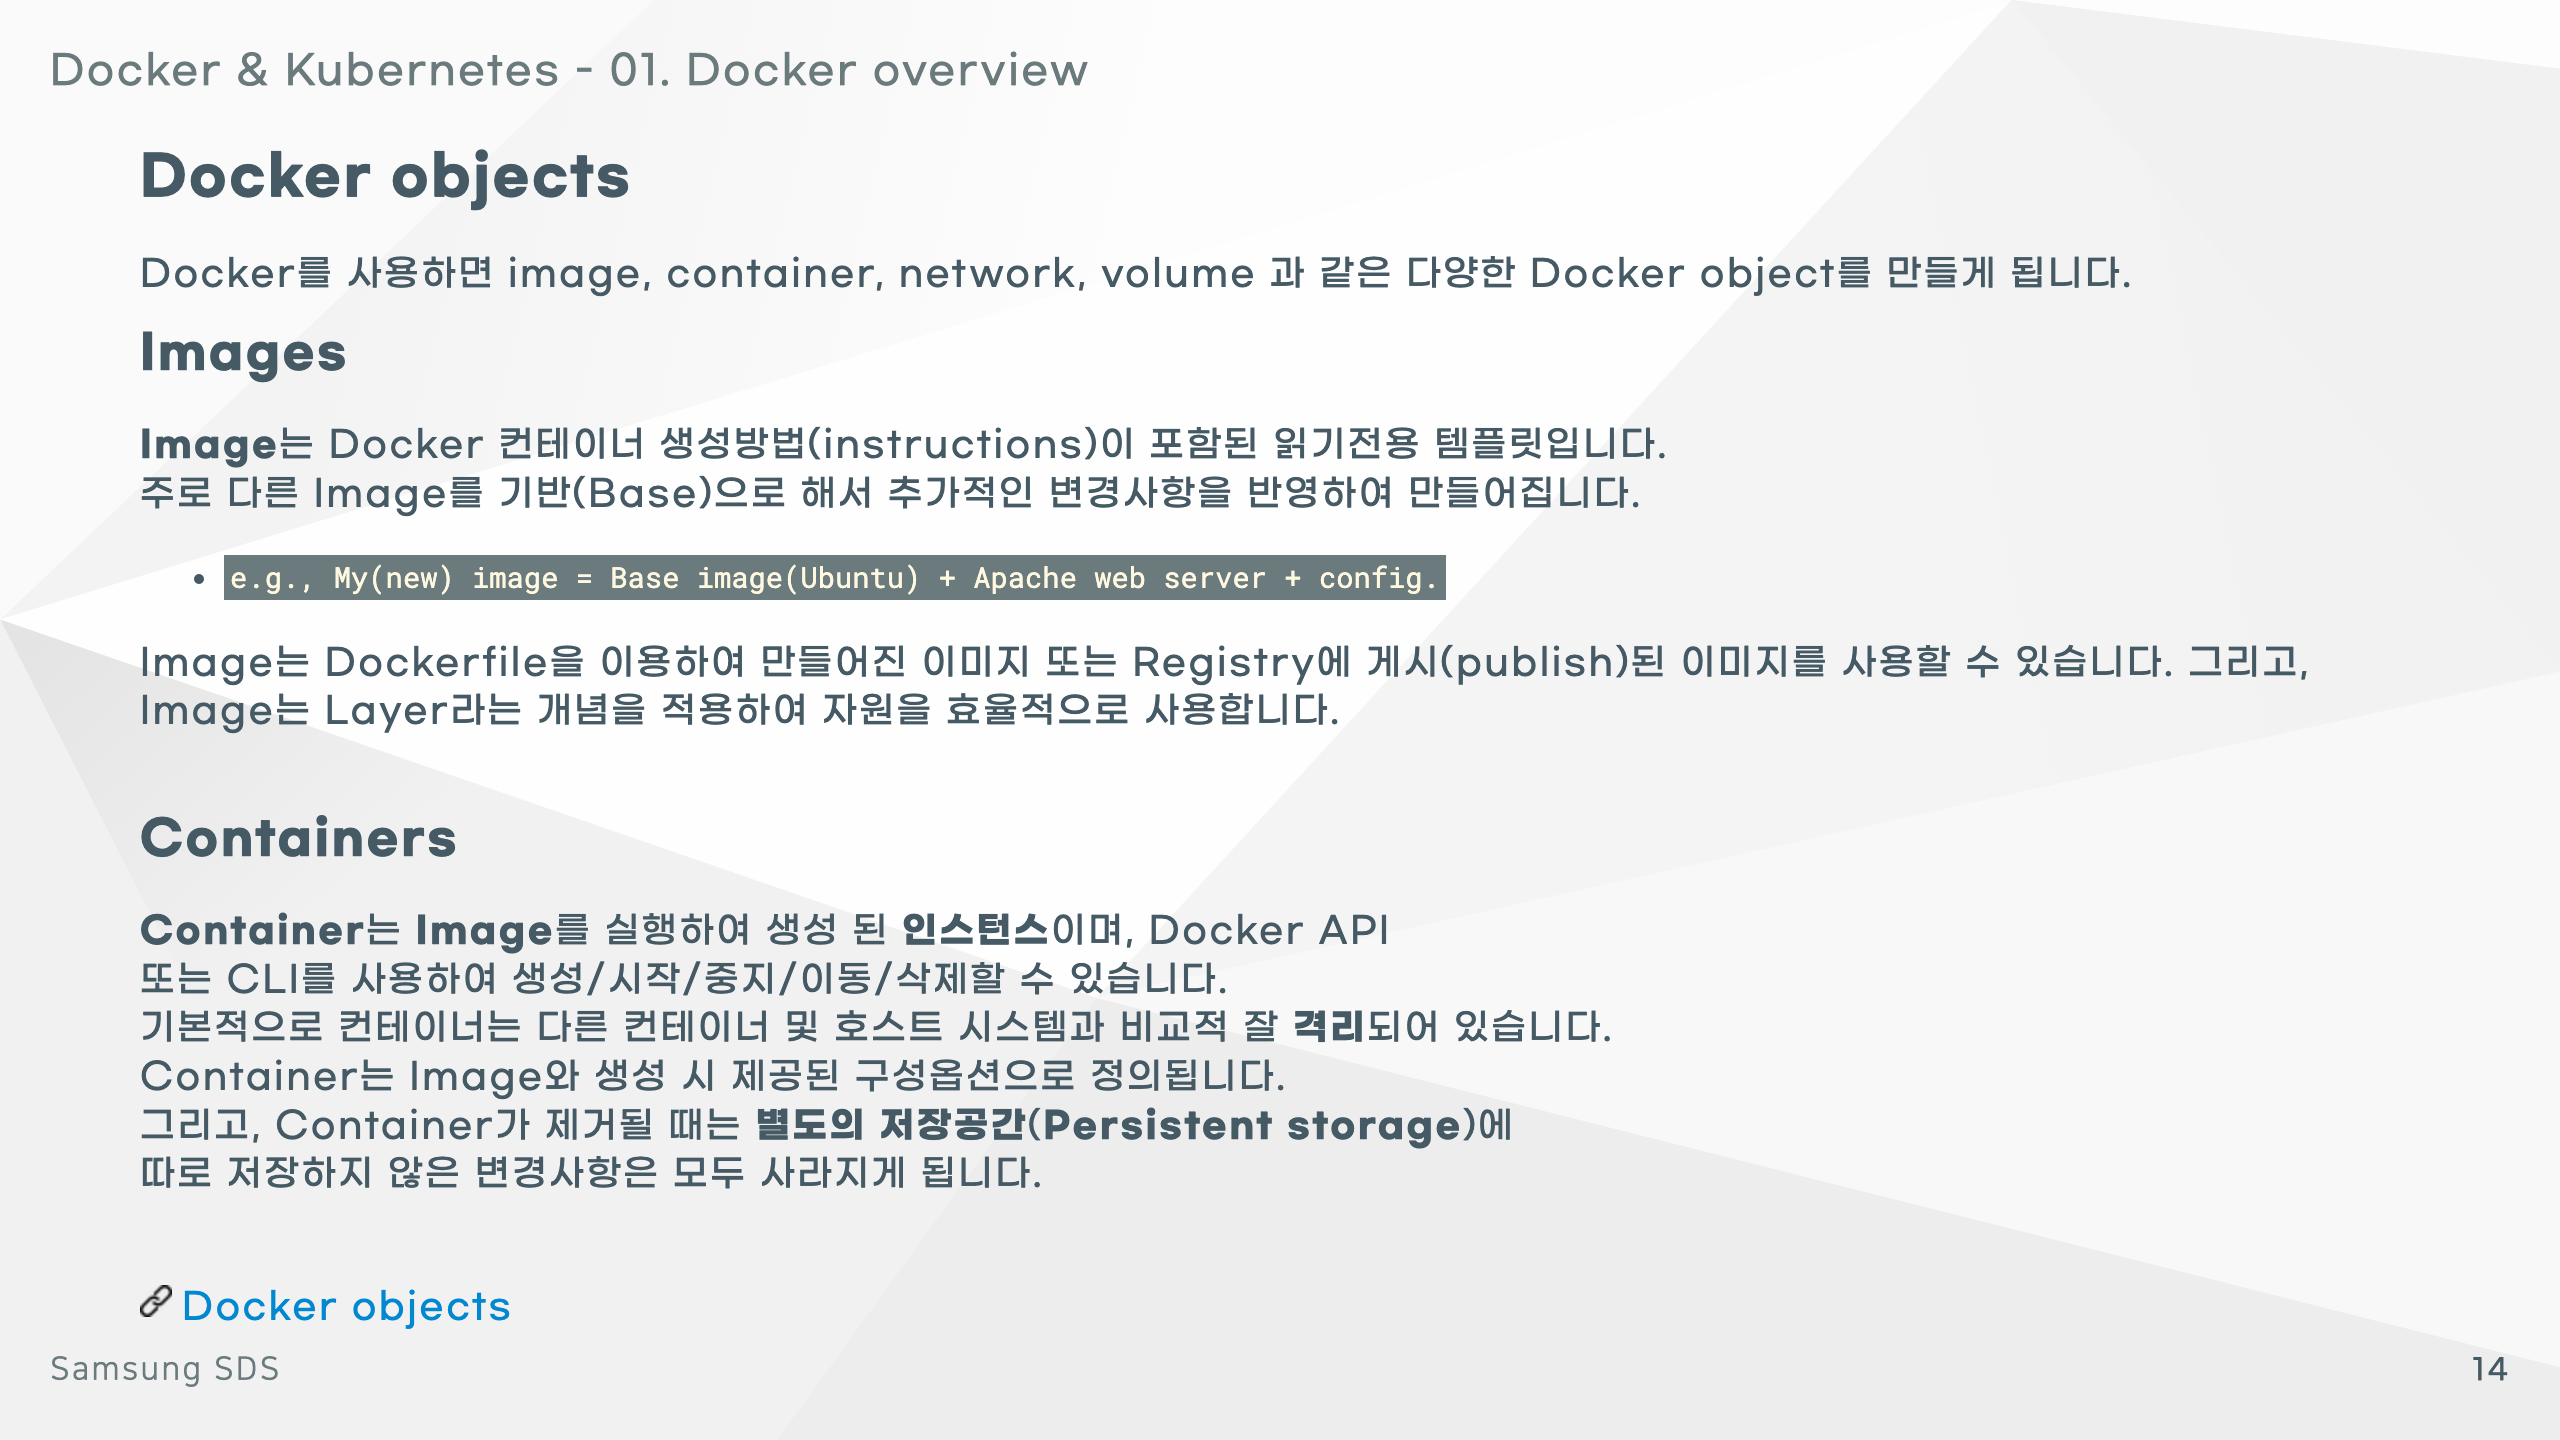 Docker & Kubernetes - 01. Docker overview
Docker objects
Docker를 사용하면 image, container, network, volume 과 같은 다양한 Docker object를 만들게 됩니다.
Images
Image는 Docker 컨테이너 생성방법(instructions)이 포함된 읽기전용 템플릿입니다.
주로 다른 Image를 기반(Base)으로 해서 추가적인 변경사항을 반영하여 만들어집니다.
• e.g., My(new) image = Base image(Ubuntu) + Apache web server + config.
Image는 Dockerfile을 이용하여 만들어진 이미지 또는 Registry에 게시(publish)된 이미지를 사용할 수 있습니다. 그리고,
Image는 Layer라는 개념을 적용하여 자원을 효율적으로 사용합니다.
Containers
Container는 Image를 실행하여 생성 된 인스턴스이며, Docker API
또는 CLI를 사용하여 생성/시작/중지/이동/삭제할 수 있습니다.
기본적으로 컨테이너는 다른 컨테이너 및 호스트 시스템과 비교적 잘 격리되어 있습니다.
Container는 Image와 생성 시 제공된 구성옵션으로 정의됩니다.
그리고, Container가 제거될 때는 별도의 저장공간(Persistent storage)에
따로 저장하지 않은 변경사항은 모두 사라지게 됩니다.
🔗 Docker objects
Samsung SDS
14